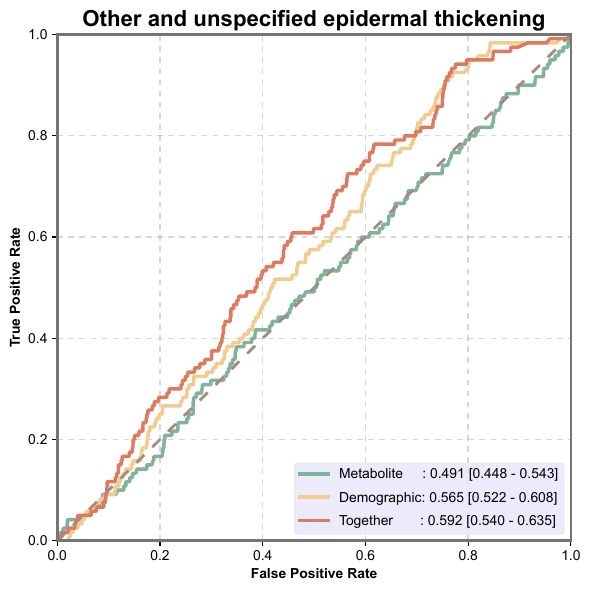 Other and unspecified epidermal thickening
1.0
0.8
0.6
0.4
0.2
0.0
True Positive Rate
Metabolite : 0.491 [0.448 - 0.543]
Demographic: 0.565 [0.522 - 0.608]
Together : 0.592 [0.540 - 0.635]
0.0 0.2 0.4 0.6 0.8 1.0
False Positive Rate